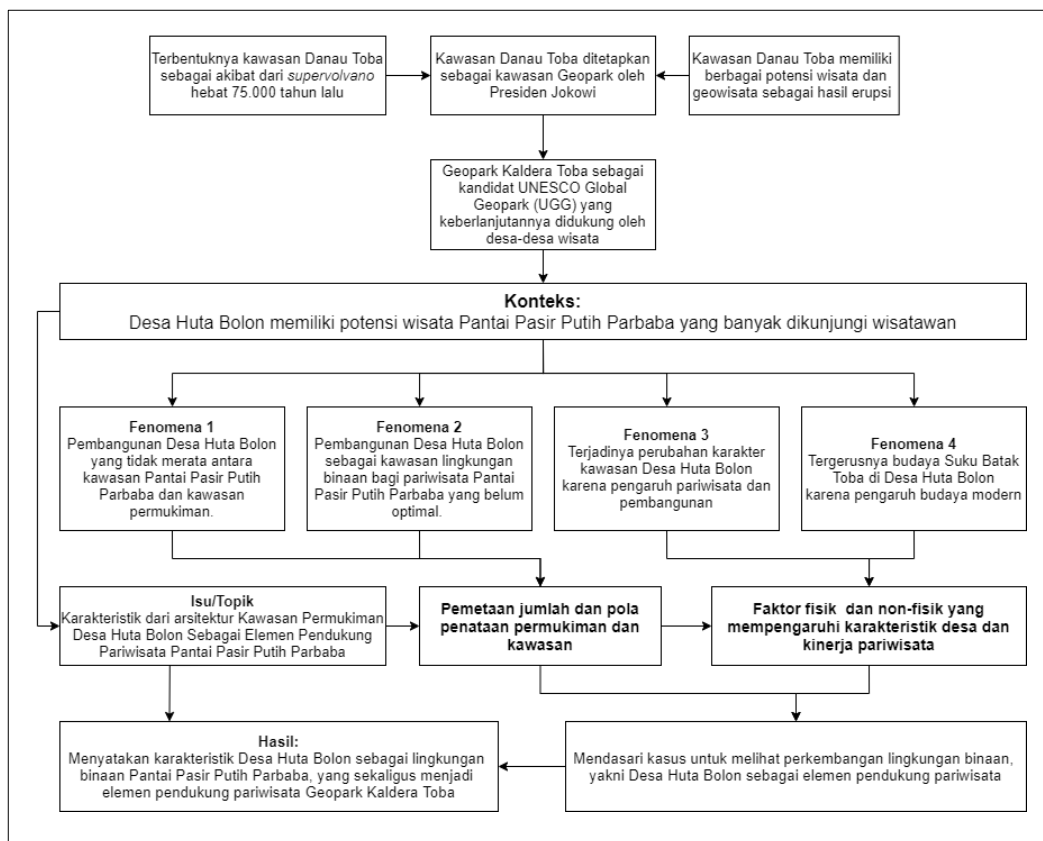 Terbentuknya kawasan Danau Toba
sebagai akibat dari supervolvano
hebat 75.000 tahun lalu
Kawasan Danau Toba ditetapkan
sebagai kawasan Geopark oleh
Presiden Jokowi
Kawasan Danau Toba memiliki
berbagai potensi wisata dan
geowisata sebagai hasil erupsi
Geopark Kaldera Toba sebagai
kandidat UNESCO Global
Geopark (UGG) yang
keberlanjutannya didukung oleh
desa-desa wisata
Konteks:
Desa Huta Bolon memiliki potensi wisata Pantai Pasir Putih Parbaba yang banyak dikunjungi wisatawan
Fenomena 1
Pembangunan Desa Huta Bolon
yang tidak merata antara
kawasan Pantai Pasir Putih
Parbaba dan kawasan
permukiman.
Fenomena 2
Pembangunan Desa Huta Bolon
sebagai kawasan lingkungan
binaan bagi pariwisata Pantai
Pasir Putih Parbaba yang belum
optimal.
Fenomena 3
Terjadinya perubahan karakter
kawasan Desa Huta Bolon
karena pengaruh pariwisata dan
pembangunan
Fenomena 4
Tergerusnya budaya Suku Batak
Toba di Desa Huta Bolon
karena pengaruh budaya modern
Isu/Topik
Karakteristik dari arsitektur Kawasan Permukiman
Desa Huta Bolon Sebagai Elemen Pendukung
Pariwisata Pantai Pasir Putih Parbaba
Pemetaan jumlah dan pola
penataan permukiman dan
kawasan
Faktor fisik dan non-fisik yang
mempengaruhi karakteristik desa dan
kinerja pariwisata
Hasil:
Menyatakan karakteristik Desa Huta Bolon sebagai lingkungan
binaan Pantai Pasir Putih Parbaba, yang sekaligus menjadi
elemen pendukung pariwisata Geopark Kaldera Toba
Mendasari kasus untuk melihat perkembangan lingkungan binaan,
yakni Desa Huta Bolon sebagai elemen pendukung pariwisata